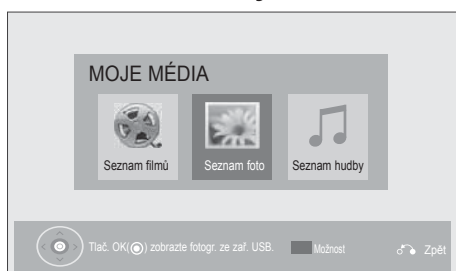 MOJE MÉDIA
Seznam filmů Seznam foto Seznam hudby
Tlač. OK(◉) zobrazte fotogr. ze zař. USB. Možnost Zpět